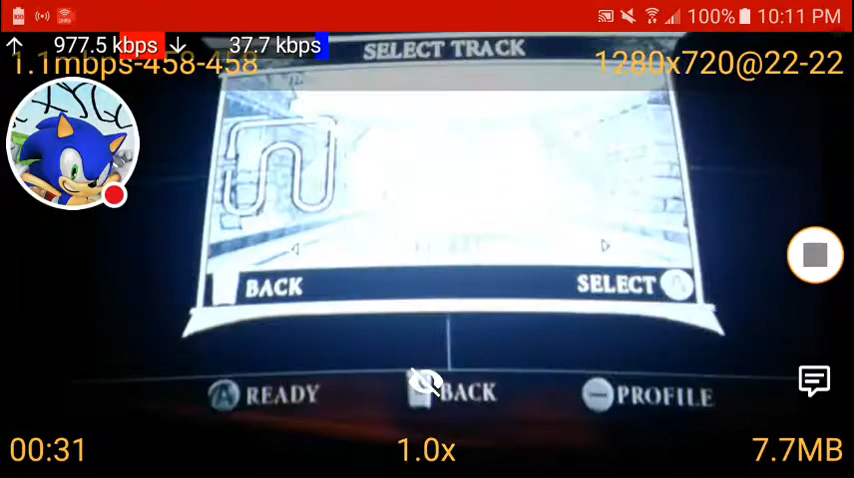 100% 10:11 PM
977.5 kbps 37.7 kbps
1.1mbps-458-458 1280x720@22-22
SELECT TRACK
BACK SELECT
READY BACK PROFILE
00:31 1.0x 7.7MB